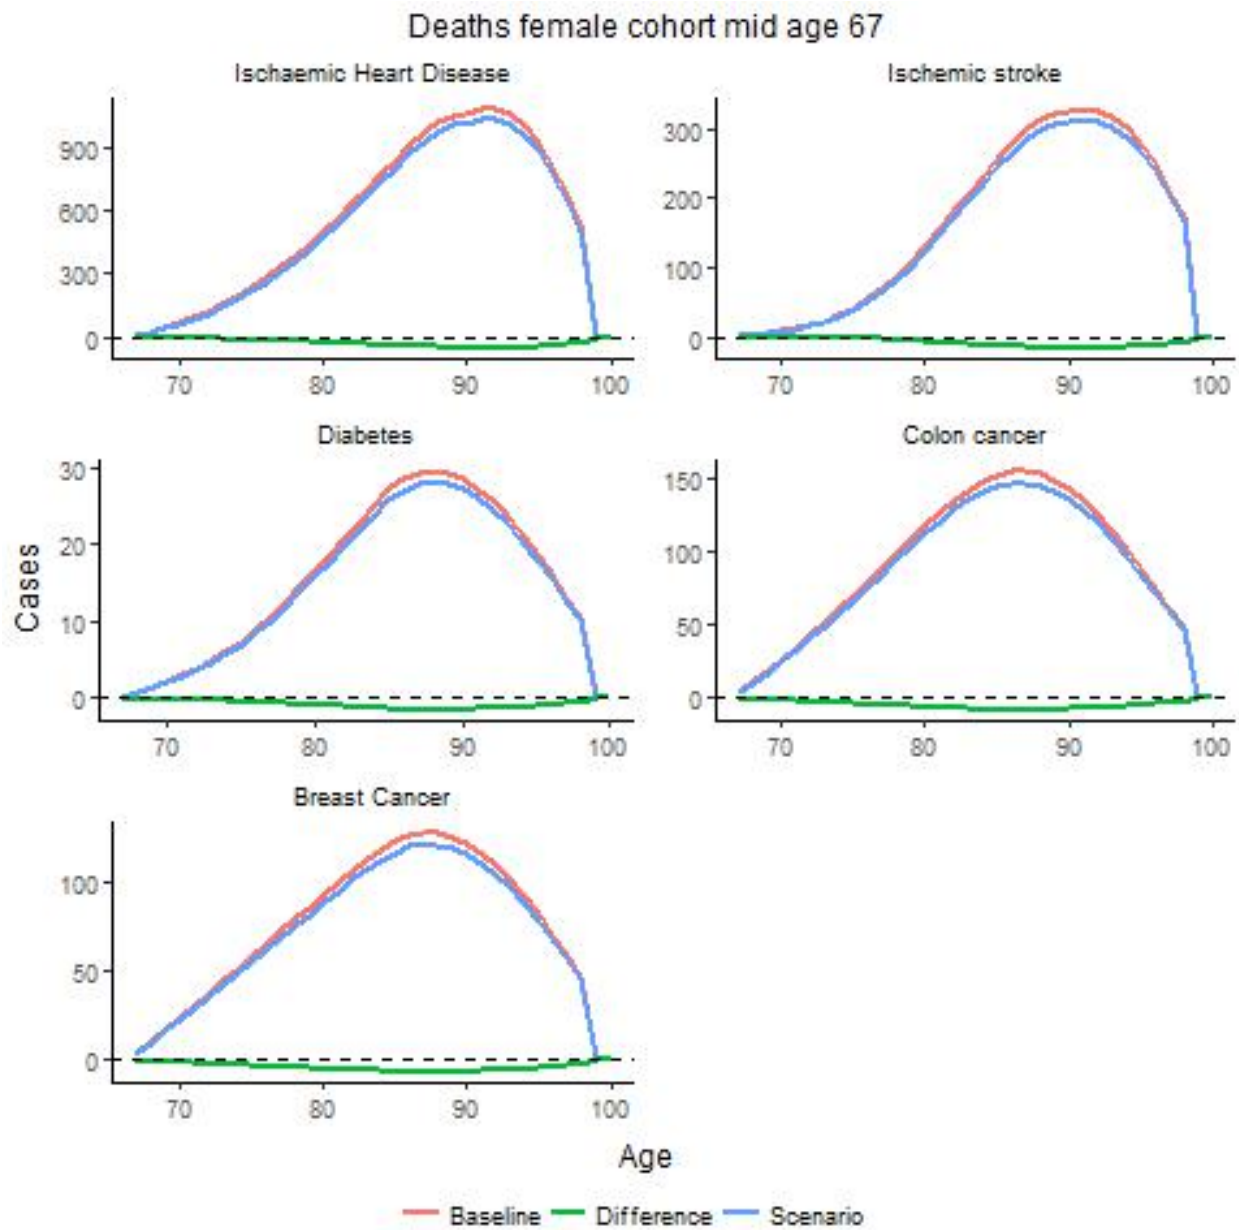 Deaths female cohort mid age 67
Ischaemic Heart Disease
900
600
300
0
70 80 90 100
Ischemic stroke
300
200
100
0
70 80 90 100
Diabetes
30
20
10
0
70 80 90 100
Colon cancer
150
100
50
0
70 80 90 100
Breast Cancer
100
50
0
70 80 90 100
Cases
Age
Baseline Difference Scenario